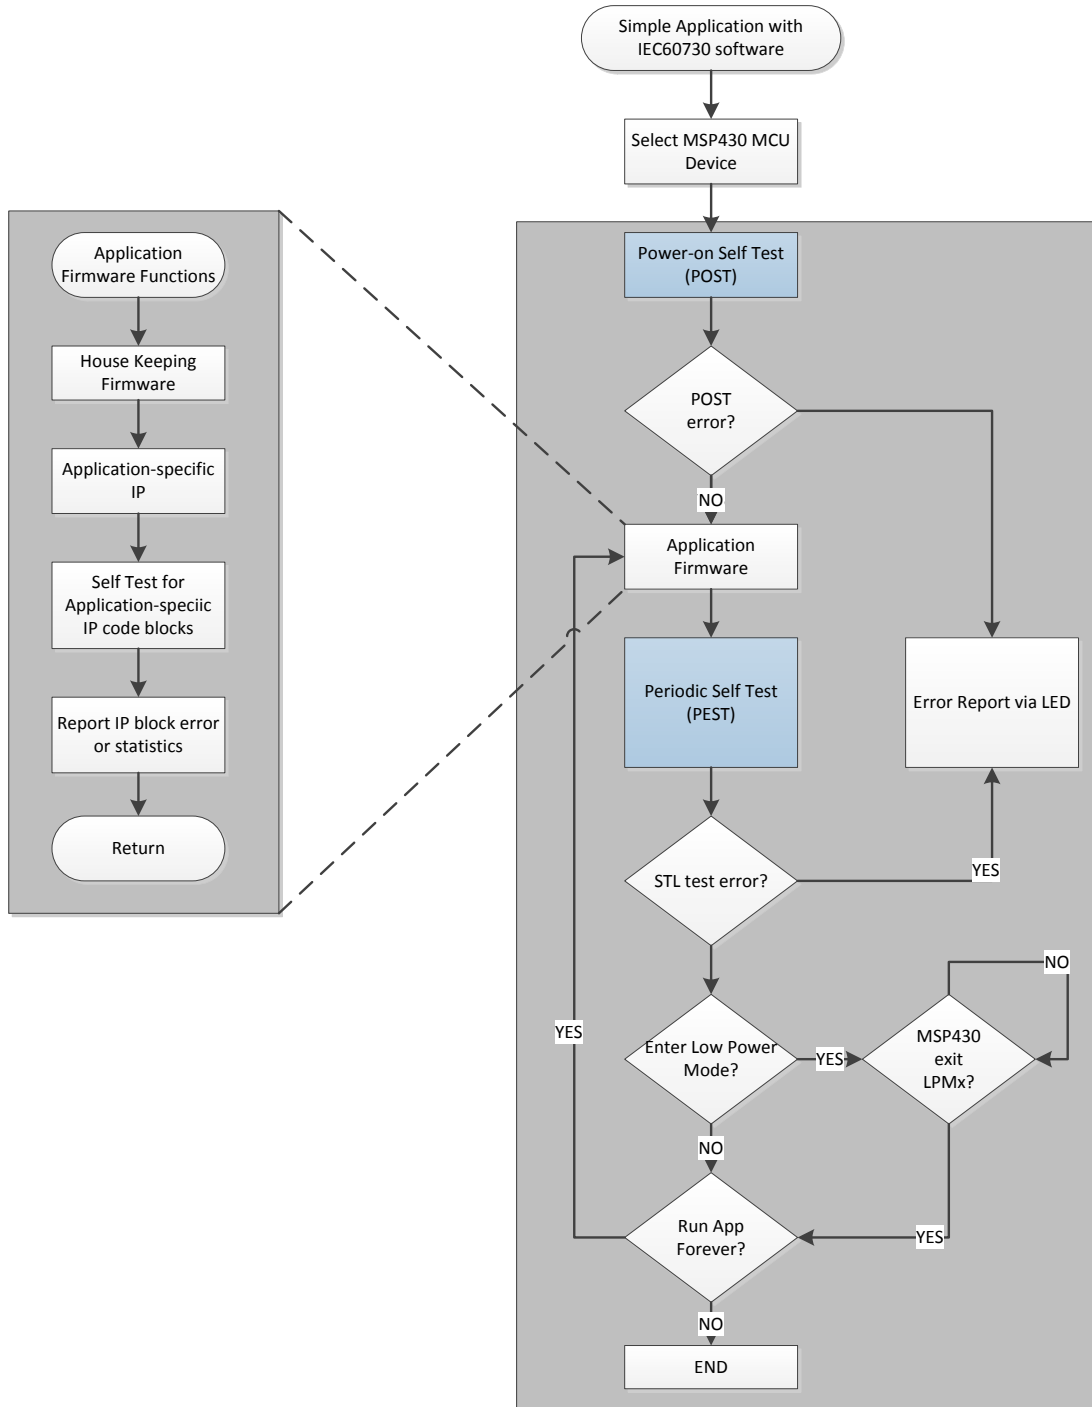 Simple Application with
IEC60730 software
Select MSP430 MCU
Device
Power-on Self Test
(POST)
POST
error?
NO
Application
Firmware
Periodic Self Test
(PEST)
Error Report via LED
STL test error?
YES
Enter Low Power
Mode?
YES
MSP430
exit
LPMx?
NO
YES
NO
Run App
Forever?
YES
NO
END
Application
Firmware Functions
House Keeping
Firmware
Application-specific
IP
Self Test for
Application-speciic
IP code blocks
Report IP block error
or statistics
Return